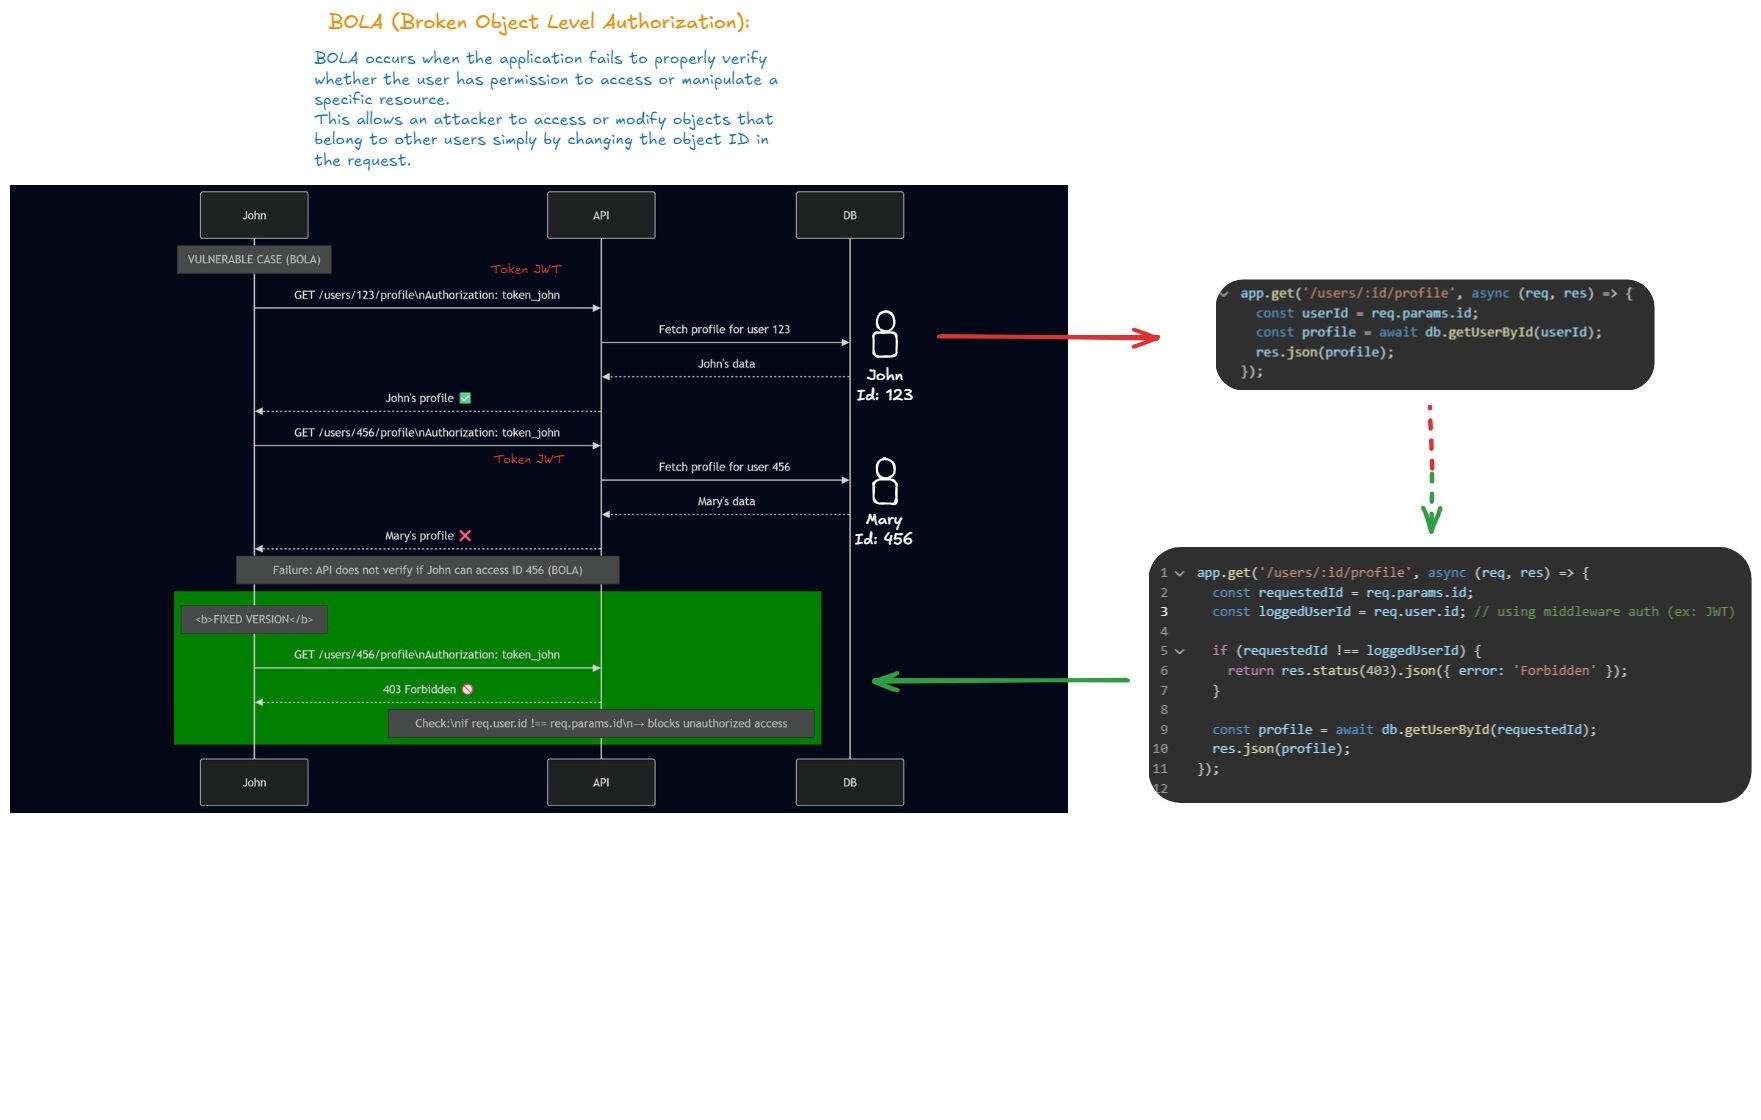 BOLA (Broken Object Level Authorization):
BOLA occurs when the application fails to properly verify
whether the user has permission to access or manipulate a
specific resource.
This allows an attacker to access or modify objects that
belong to other users simply by changing the object ID in
the request.
John
API
DB
VULNERABLE CASE (BOLA)
Token JWT
GET /users/123/profile\nAuthorization: token_john
Fetch profile for user 123
John's data
John
Id: 123
John's profile ✅
GET /users/456/profile\nAuthorization: token_john
Token JWT
Fetch profile for user 456
Mary's data
Mary
Id: 456
Mary's profile ❌
Failure: API does not verify if John can access ID 456 (BOLA)
<b>FIXED VERSION</b>
GET /users/456/profile\nAuthorization: token_john
403 Forbidden 🚫
Check:\nif req.user.id !== req.params.id\n→ blocks unauthorized access
John
API
DB
app.get('/users/:id/profile', async (req, res) => {
const userId = req.params.id;
const profile = await db.getUserById(userId);
res.json(profile);
});
1 app.get('/users/:id/profile', async (req, res) => {
2 const requestedId = req.params.id;
3 const loggedUserId = req.user.id; // using middleware auth (ex: JWT)
4
5 if (requestedId !== loggedUserId) {
6 return res.status(403).json({ error: 'Forbidden' });
7 }
8
9 const profile = await db.getUserById(requestedId);
10 res.json(profile);
11 });
12